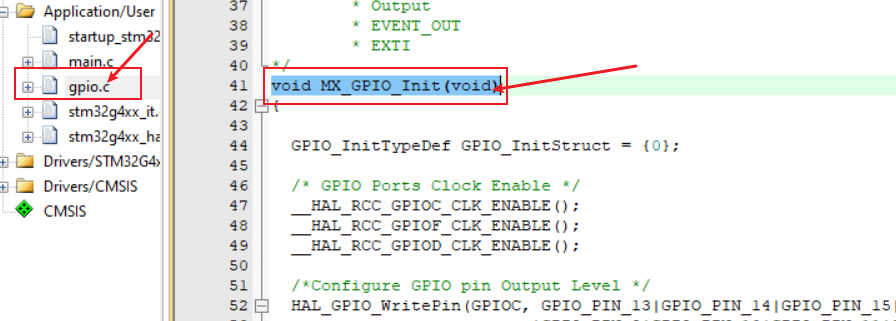 Application/User
startup_stm32
main.c
gpio.c
stm32g4xx_it.
stm32g4xx_ha
Drivers/STM32G4x
Drivers/CMSIS
CMSIS
37 * Output
38 * EVENT_OUT
39 * EXTI
40 */
41 void MX_GPIO_Init(void)
42 {
43
44 GPIO_InitTypeDef GPIO_InitStruct = {0};
45
46 /* GPIO Ports Clock Enable */
47 __HAL_RCC_GPIOC_CLK_ENABLE();
48 __HAL_RCC_GPIOF_CLK_ENABLE();
49 __HAL_RCC_GPIOD_CLK_ENABLE();
50
51 /*Configure GPIO pin Output Level */
52 HAL_GPIO_WritePin(GPIOC, GPIO_PIN_13|GPIO_PIN_14|GPIO_PIN_15|